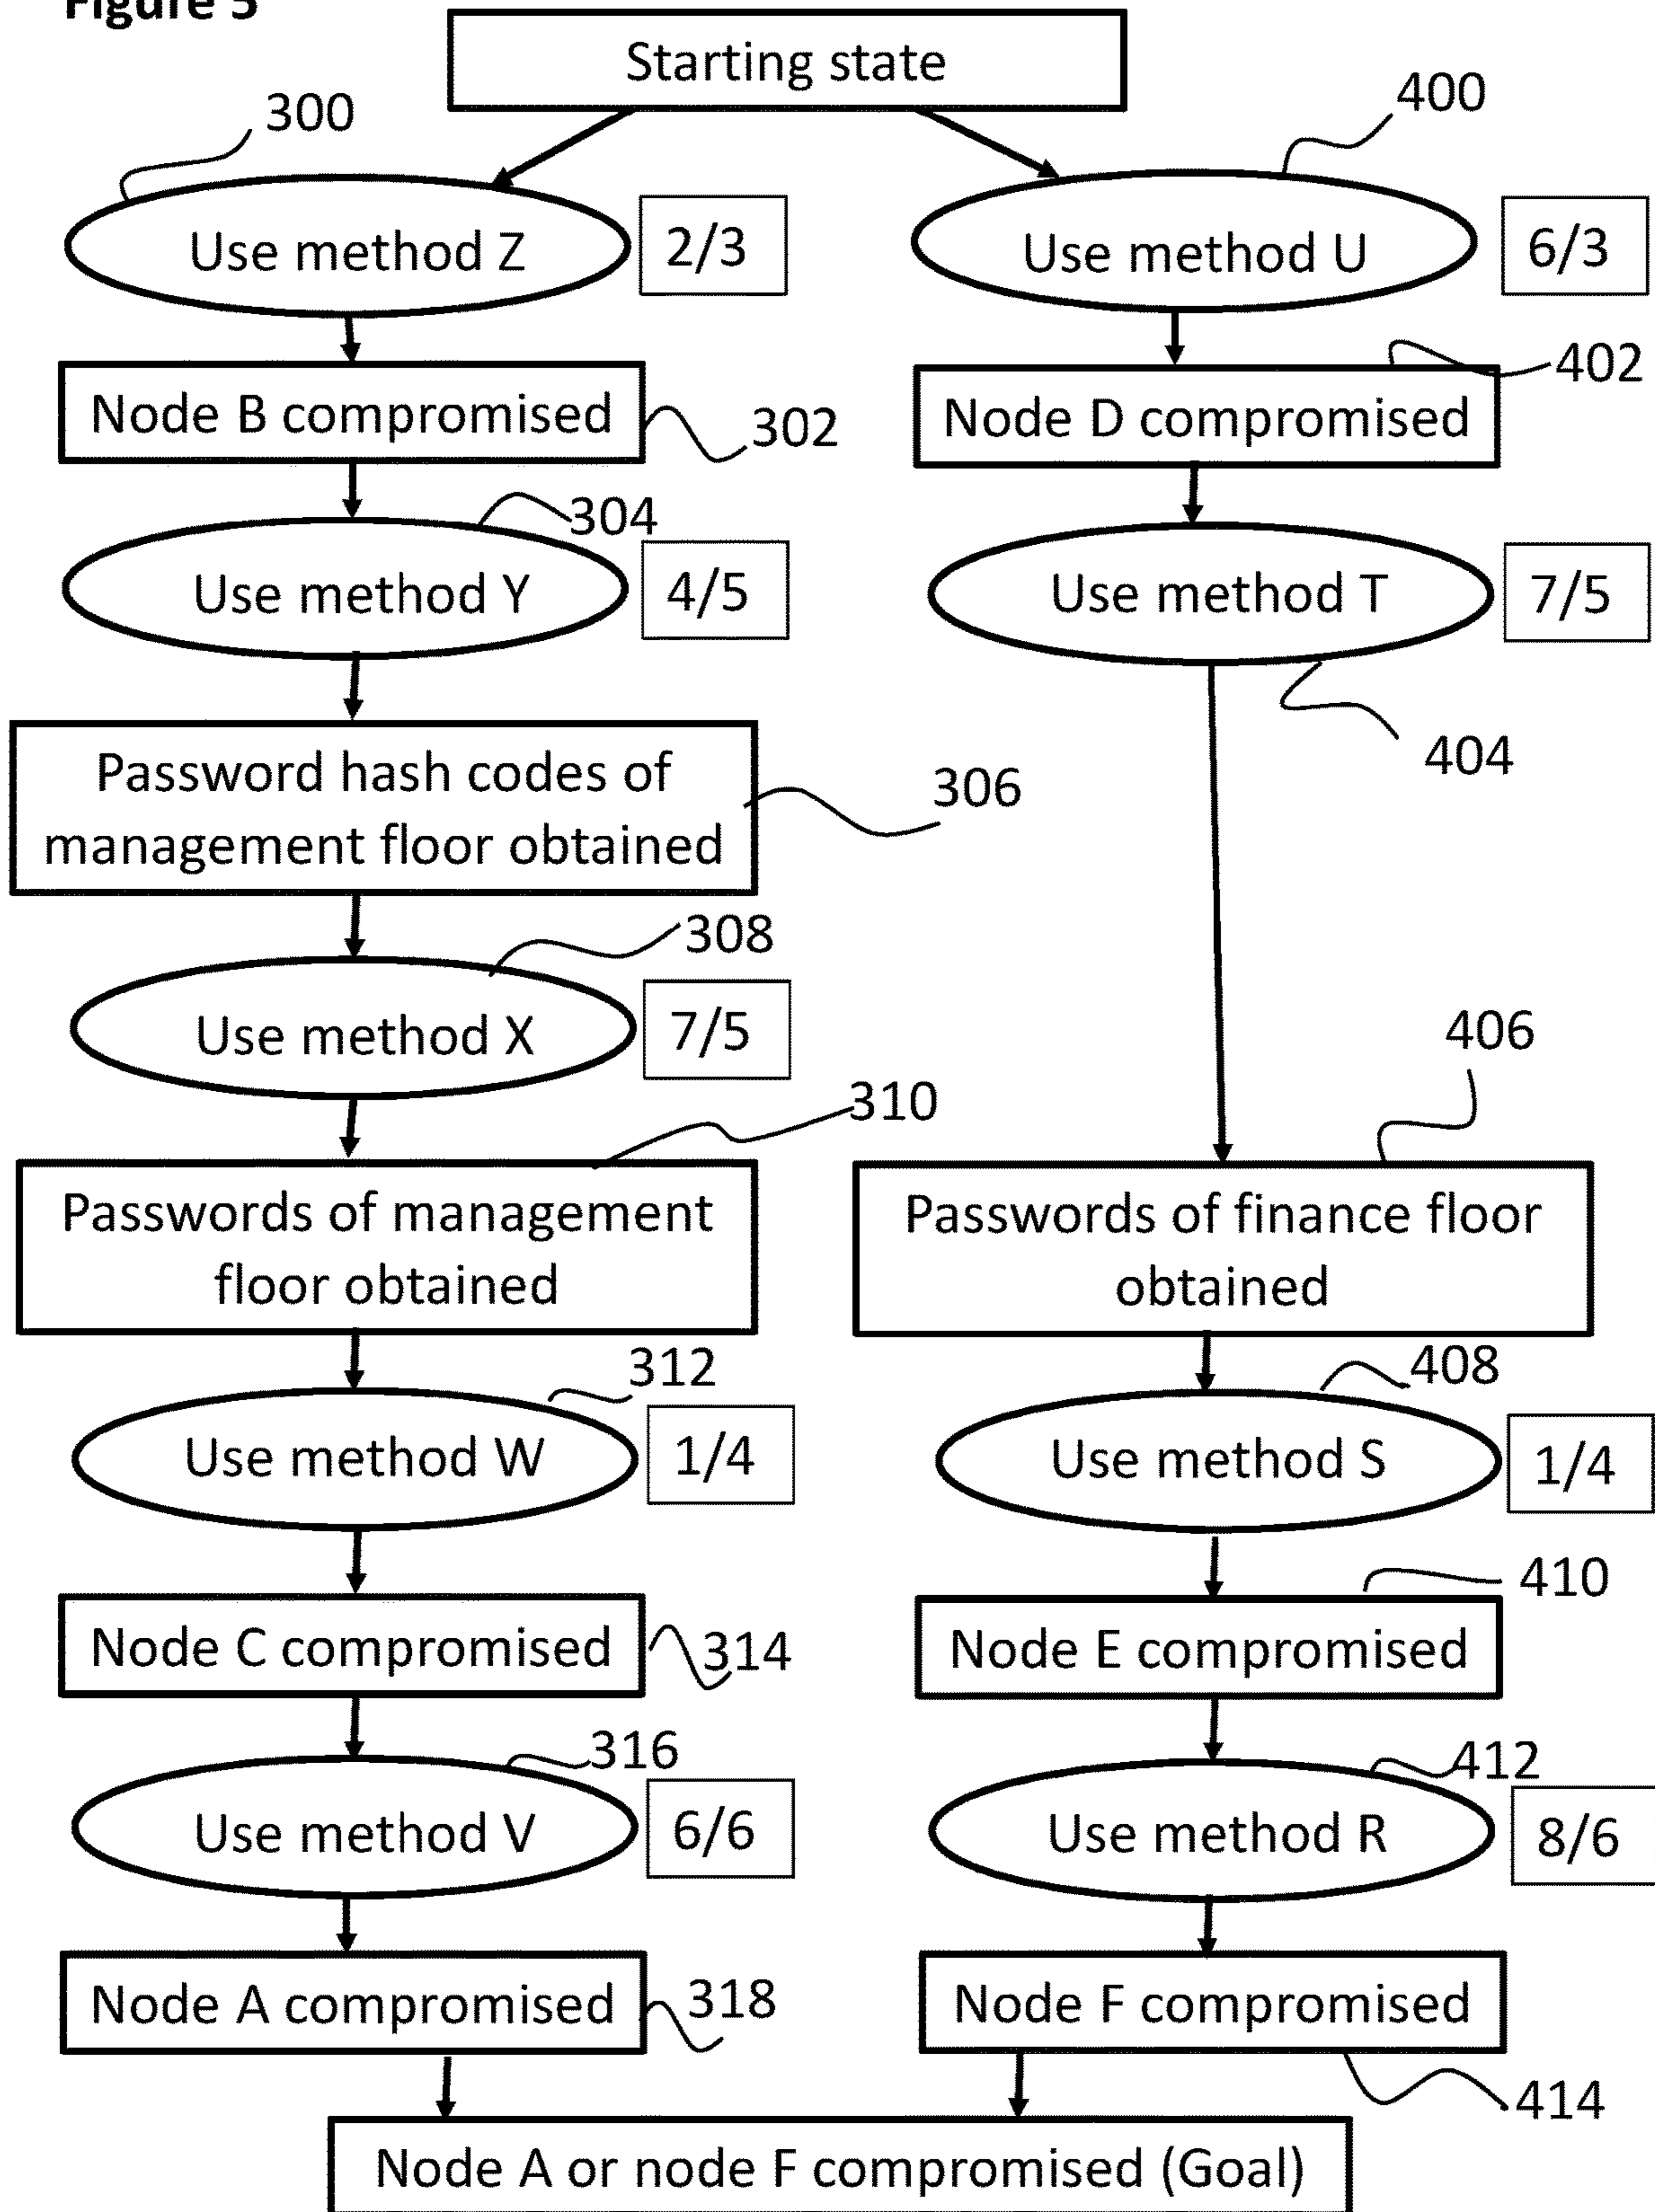 Figure 5
Starting state
300
400
Use method Z
2/3
Use method U
6/3
Node B compromised
302
Node D compromised
402
304
Use method Y
4/5
Use method T
7/5
404
Password hash codes of
management floor obtained
306
308
Use method X
7/5
310
406
Passwords of management
floor obtained
Passwords of finance floor
obtained
312
408
Use method W
1/4
Use method S
1/4
410
Node C compromised
314
Node E compromised
316
412
Use method V
6/6
Use method R
8/6
Node A compromised
318
Node F compromised
414
Node A or node F compromised (Goal)